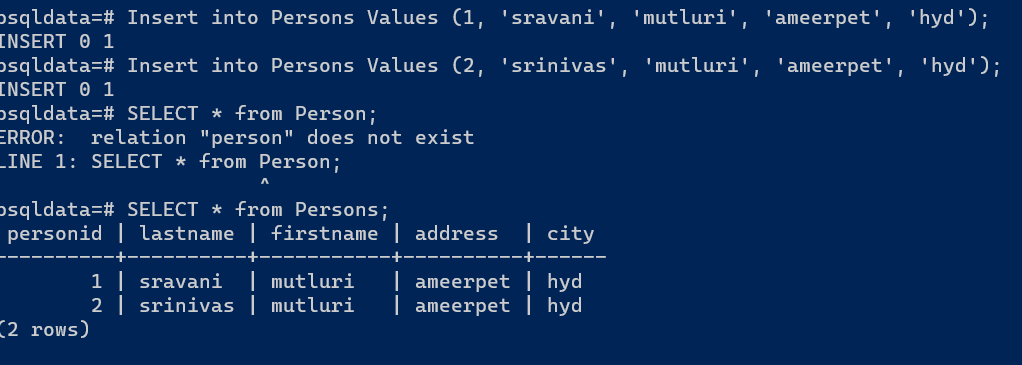 psqldata=# Insert into Persons Values (1, 'sravani', 'mutluri', 'ameerpet', 'hyd');
INSERT 0 1
psqldata=# Insert into Persons Values (2, 'srinivas', 'mutluri', 'ameerpet', 'hyd');
INSERT 0 1
psqldata=# SELECT * from Person;
ERROR:  relation "person" does not exist
LINE 1: SELECT * from Person;
                      ^
psqldata=# SELECT * from Persons;
 personid | lastname | firstname | address  | city
----------+----------+-----------+----------+------
        1 | sravani  | mutluri   | ameerpet | hyd
        2 | srinivas | mutluri   | ameerpet | hyd
(2 rows)